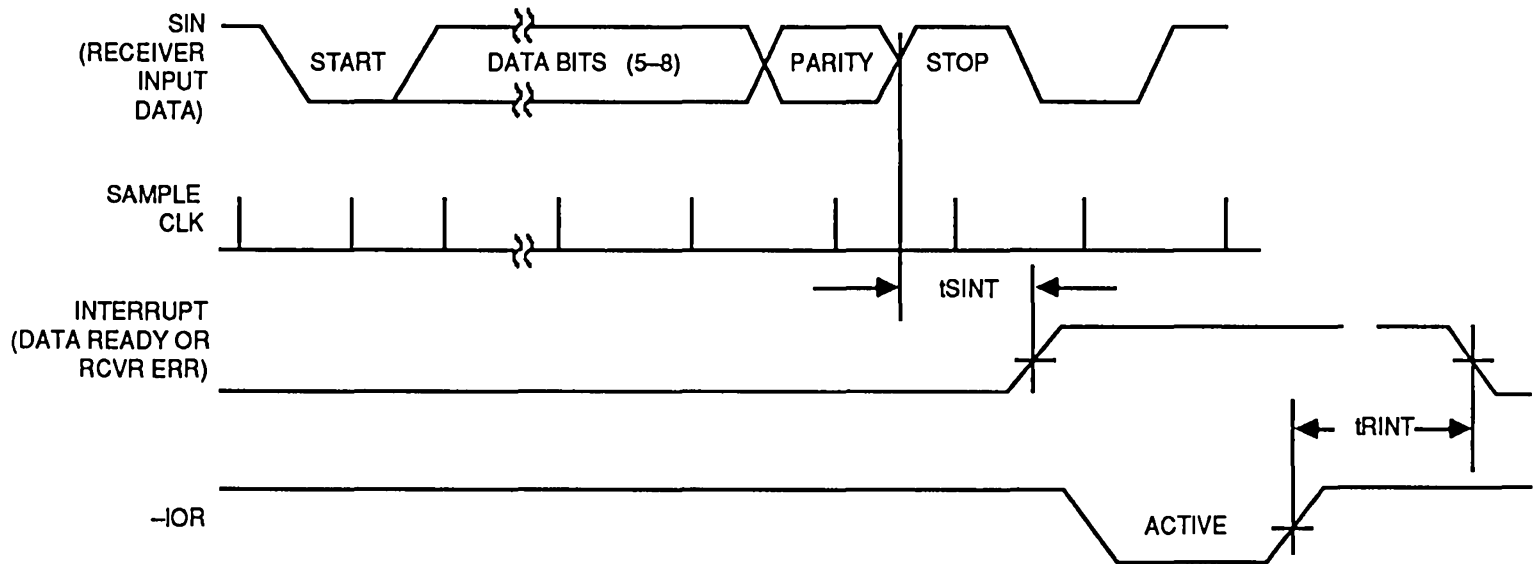 SIN
(RECEIVER
INPUT
DATA)
START
DATA BITS (5–8)
PARITY
STOP
SAMPLE
CLK
tSINT
INTERRUPT
(DATA READY OR
RCVR ERR)
tRINT
–IOR
ACTIVE